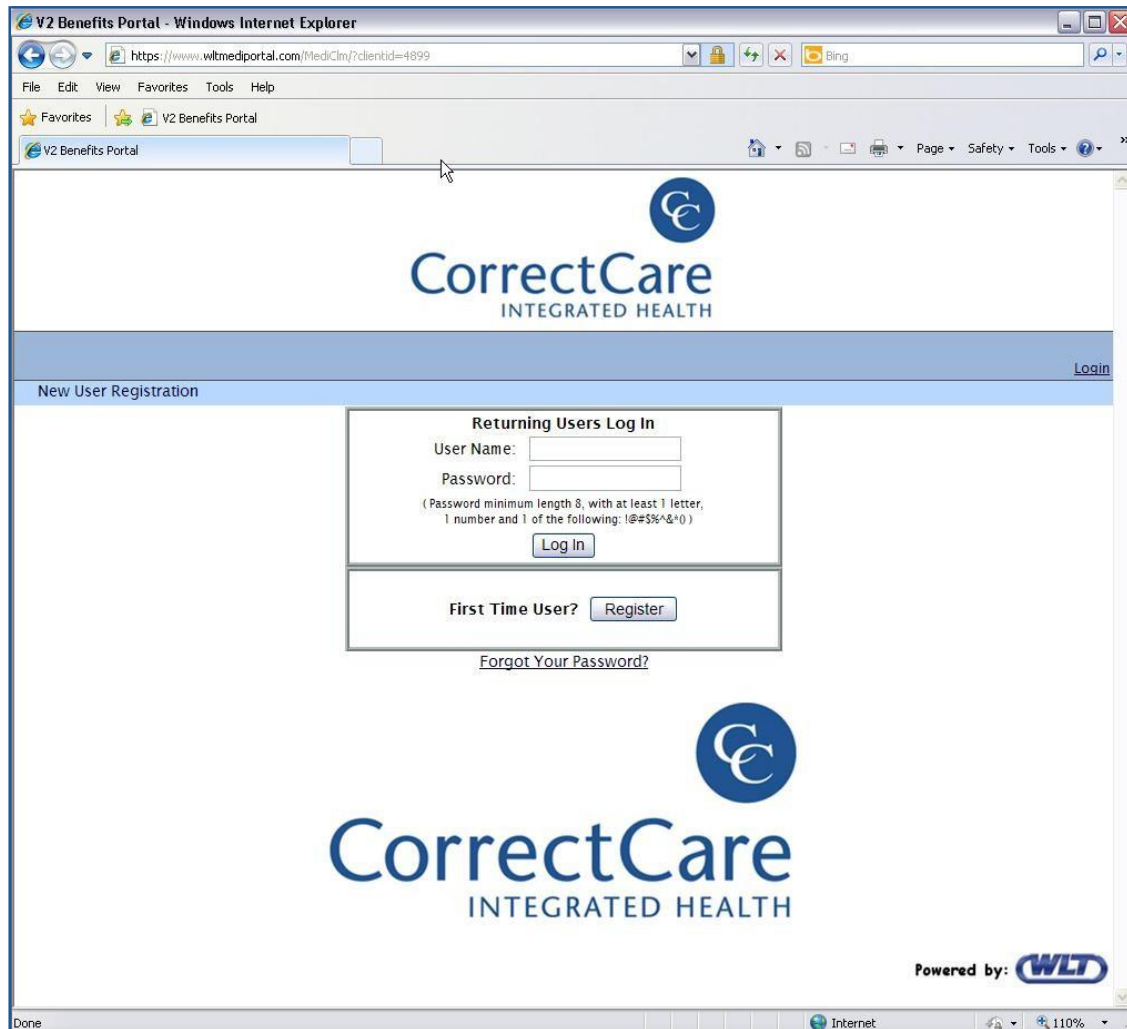 V2 Benefits Portal - Windows Internet Explorer
https://www.wltmediportal.com/MediClm/?clientid=4899
Bing
File Edit View Favorites Tools Help
Favorites V2 Benefits Portal
V2 Benefits Portal Page Safety Tools
CC
CorrectCare
INTEGRATED HEALTH
Login
New User Registration
Returning Users Log In
User Name:
Password:
( Password minimum length 8, with at least 1 letter,
1 number and 1 of the following: !@#$%^&*() )
Log In
First Time User? Register
Forgot Your Password?
CC
CorrectCare
INTEGRATED HEALTH
Powered by: WLT
Done Internet 110%